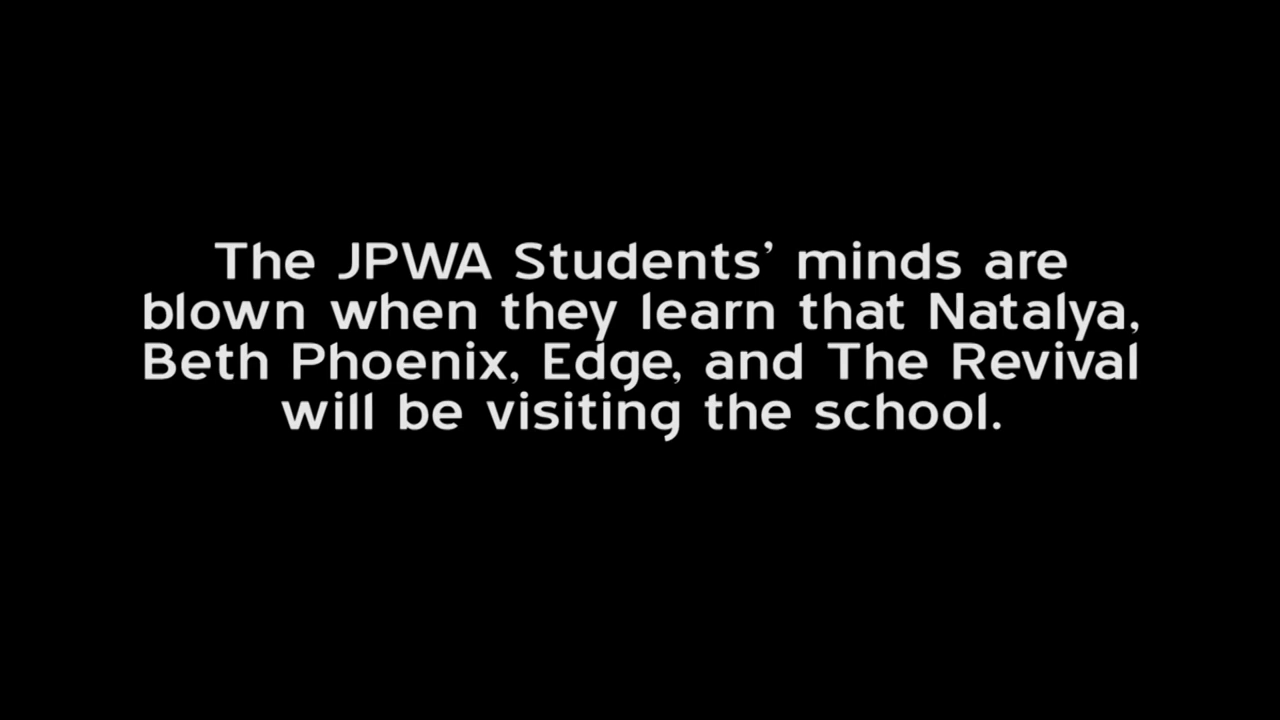 The JPWA Students’ minds are
blown when they learn that Natalya,
Beth Phoenix, Edge, and The Revival
will be visiting the school.